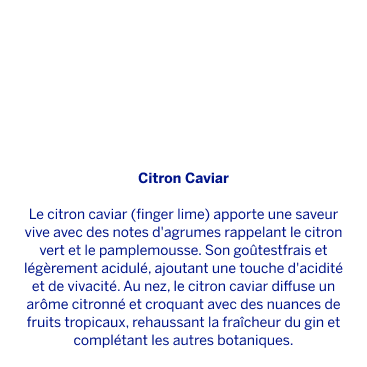 Citron Caviar
Le citron caviar (finger lime) apporte une saveur
vive avec des notes d'agrumes rappelant le citron
vert et le pamplemousse. Son goûtestfrais et
légèrement acidulé, ajoutant une touche d'acidité
et de vivacité. Au nez, le citron caviar diffuse un
arôme citronné et croquant avec des nuances de
fruits tropicaux, rehaussant la fraîcheur du gin et
complétant les autres botaniques.